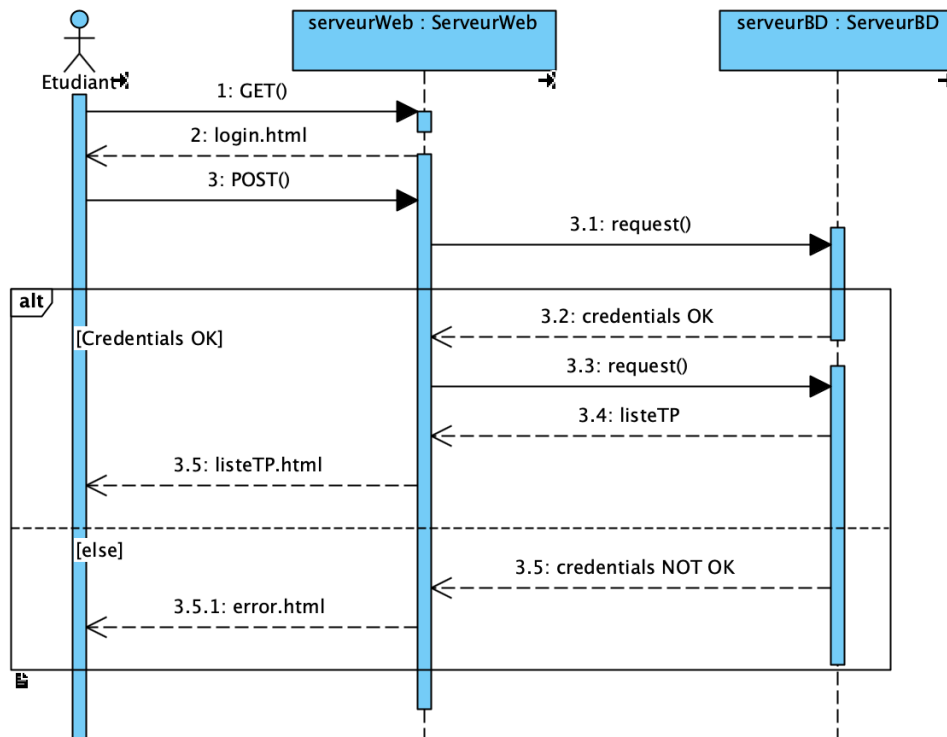 serveurWeb : ServeurWeb
serveurBD : ServeurBD
Etudiant
1: GET()
2: login.html
3: POST()
3.1: request()
alt
3.2: credentials OK
[Credentials OK]
3.3: request()
3.4: listeTP
3.5: listeTP.html
[else]
3.5: credentials NOT OK
3.5.1: error.html